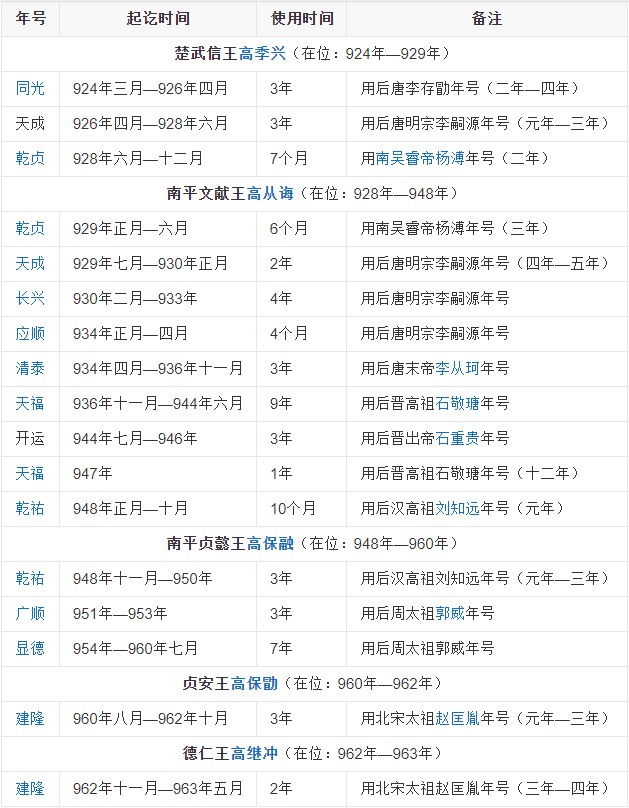 年号 起讫时间 使用时间 备注
楚武信王高季兴（在位：924年—929年）
同光 924年三月—926年四月 3年 用后唐李存勖年号（二年—四年）
天成 926年四月—928年六月 3年 用后唐明宗李嗣源年号（元年—三年）
乾贞 928年六月—十二月 7个月 用南吴睿帝杨溥年号（二年）
南平文献王高从诲（在位：928年—948年）
乾贞 929年正月—六月 6个月 用南吴睿帝杨溥年号（三年）
天成 929年七月—930年正月 2年 用后唐明宗李嗣源年号（四年—五年）
长兴 930年二月—933年 4年 用后唐明宗李嗣源年号
应顺 934年正月—四月 4个月 用后唐明宗李嗣源年号
清泰 934年四月—936年十一月 3年 用后唐末帝李从珂年号
天福 936年十一月—944年六月 9年 用后晋高祖石敬瑭年号
开运 944年七月—946年 3年 用后晋出帝石重贵年号
天福 947年 1年 用后晋高祖石敬瑭年号（十二年）
乾祐 948年正月—十月 10个月 用后汉高祖刘知远年号（元年）
南平贞懿王高保融（在位：948年—960年）
乾祐 948年十一月—950年 3年 用后汉高祖刘知远年号（元年—三年）
广顺 951年—953年 3年 用后周太祖郭威年号
显德 954年—960年七月 7年 用后周太祖郭威年号
贞安王高保勖（在位：960年—962年）
建隆 960年八月—962年十月 3年 用北宋太祖赵匡胤年号（元年—三年）
德仁王高继冲（在位：962年—963年）
建隆 962年十一月—963年五月 2年 用北宋太祖赵匡胤年号（三年—四年）